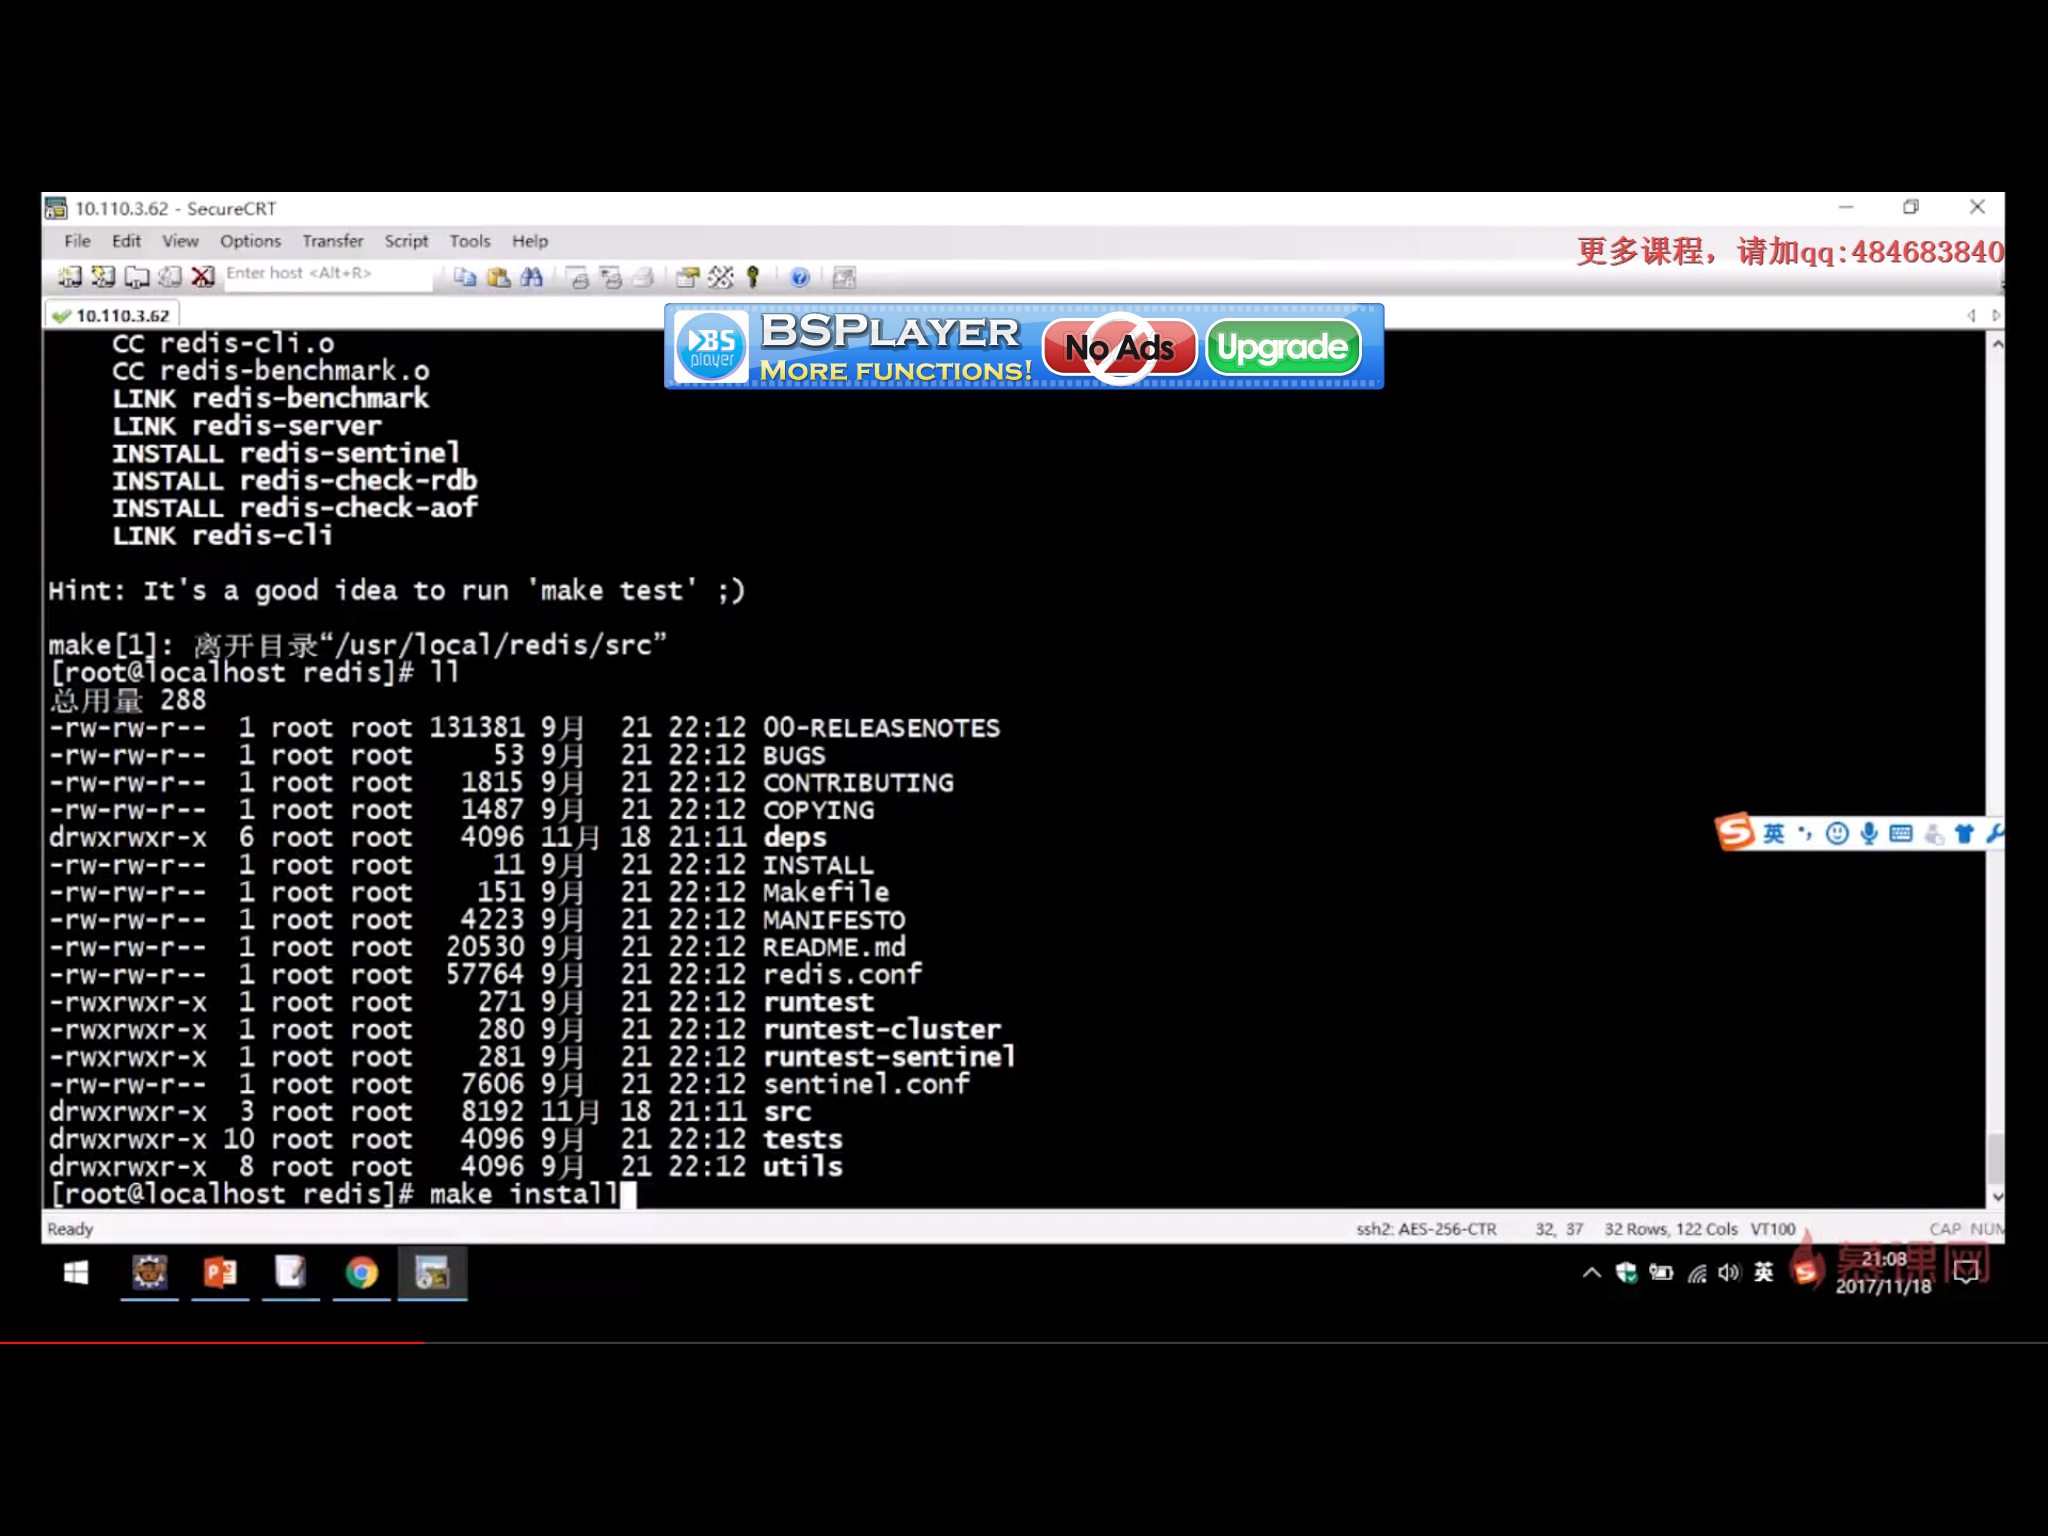 10.110.3.62 - SecureCRT
File Edit View Options Transfer Script Tools Help
更多课程，请加qq:484683840
Enter host <Alt+R>
10.110.3.62
BS player
BSPLAYER
MORE FUNCTIONS!
No Ads
Upgrade
CC redis-cli.o
CC redis-benchmark.o
LINK redis-benchmark
LINK redis-server
INSTALL redis-sentinel
INSTALL redis-check-rdb
INSTALL redis-check-aof
LINK redis-cli
Hint: It's a good idea to run 'make test' ;)
make[1]: 离开目录“/usr/local/redis/src”
[root@localhost redis]# ll
总用量 288
-rw-rw-r-- 1 root root 131381 9月 21 22:12 00-RELEASENOTES
-rw-rw-r-- 1 root root 53 9月 21 22:12 BUGS
-rw-rw-r-- 1 root root 1815 9月 21 22:12 CONTRIBUTING
-rw-rw-r-- 1 root root 1487 9月 21 22:12 COPYING
drwxrwxr-x 6 root root 4096 11月 18 21:11 deps
-rw-rw-r-- 1 root root 11 9月 21 22:12 INSTALL
-rw-rw-r-- 1 root root 151 9月 21 22:12 Makefile
-rw-rw-r-- 1 root root 4223 9月 21 22:12 MANIFESTO
-rw-rw-r-- 1 root root 20530 9月 21 22:12 README.md
-rw-rw-r-- 1 root root 57764 9月 21 22:12 redis.conf
-rwxrwxr-x 1 root root 271 9月 21 22:12 runtest
-rwxrwxr-x 1 root root 280 9月 21 22:12 runtest-cluster
-rwxrwxr-x 1 root root 281 9月 21 22:12 runtest-sentinel
-rw-rw-r-- 1 root root 7606 9月 21 22:12 sentinel.conf
drwxrwxr-x 3 root root 8192 11月 18 21:11 src
drwxrwxr-x 10 root root 4096 9月 21 22:12 tests
drwxrwxr-x 8 root root 4096 9月 21 22:12 utils
[root@localhost redis]# make install
英
Ready
ssh2: AES-256-CTR 32, 37 32 Rows, 122 Cols VT100 CAP NUM
英
慕课网
21:08
2017/11/18